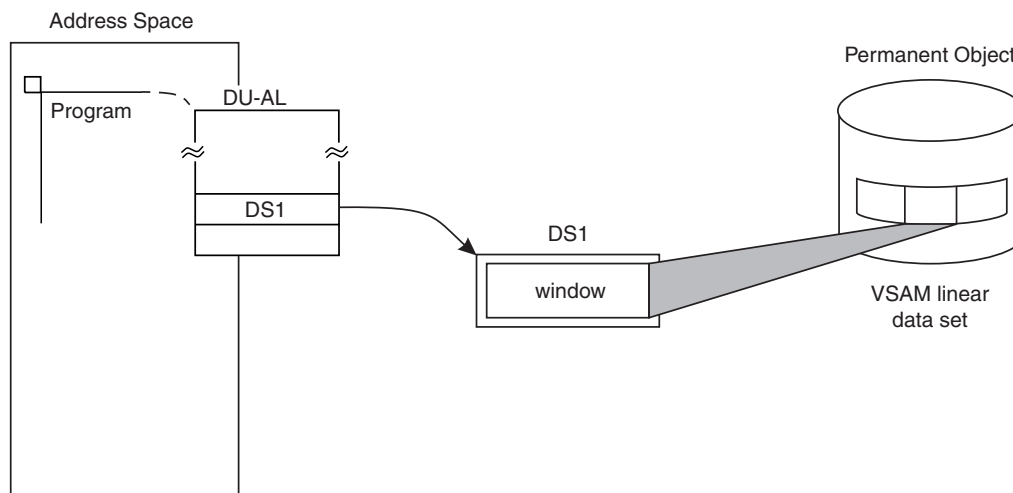 Address Space
Permanent Object
DU-AL
Program
DS1
DS1
window
VSAM linear
data set